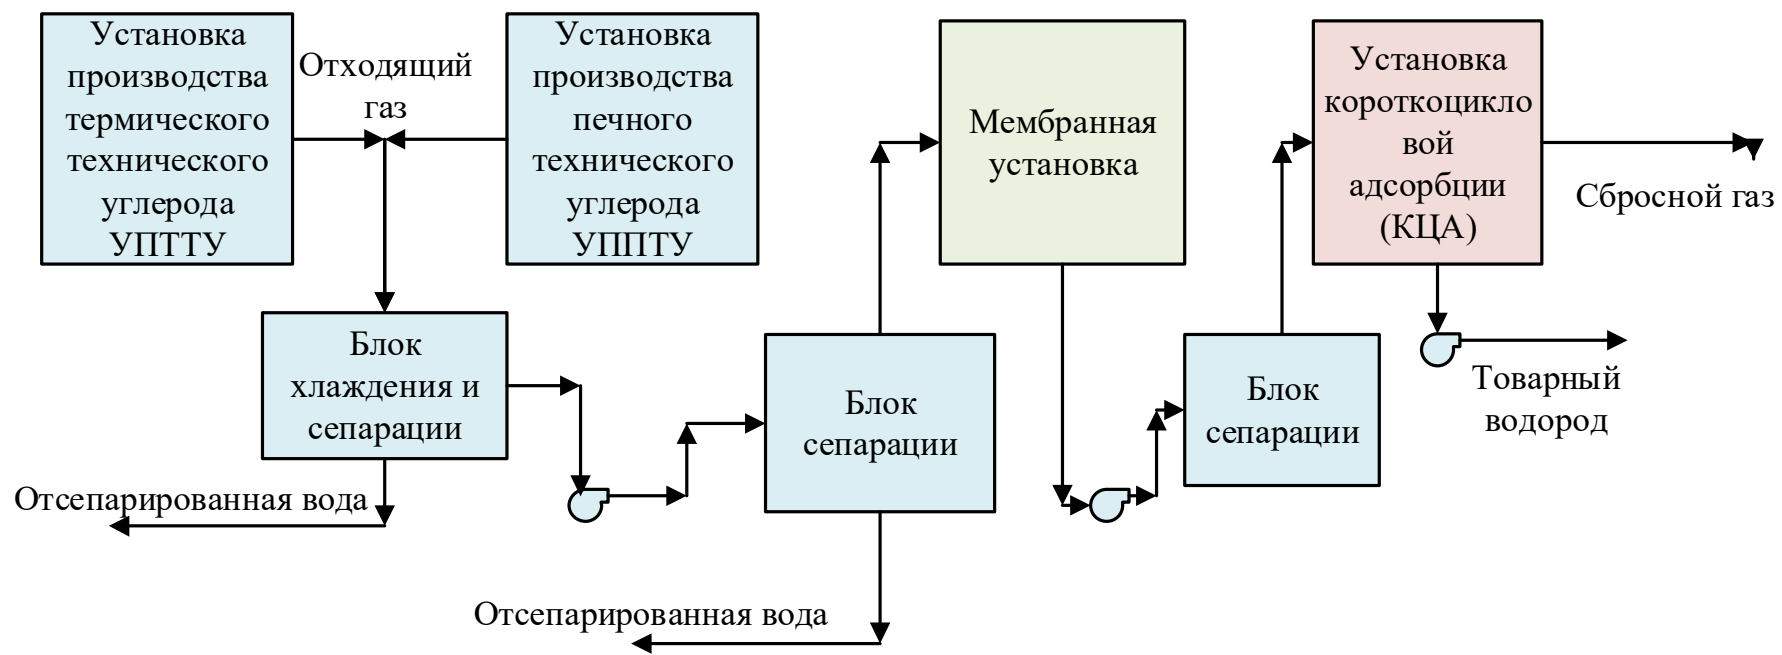 Установка
производства
термического
технического
углерода
УПТТУ
Отходящий
газ
Установка
производства
печного
технического
углерода
УППТУ
Мембранная
установка
Установка
короткоцикло
вой
адсорбции
(КЦА)
Сбросной газ
Блок
хлаждения и
сепарации
Блок
сепарации
Блок
сепарации
Товарный
водород
Отсепарированная вода
Отсепарированная вода